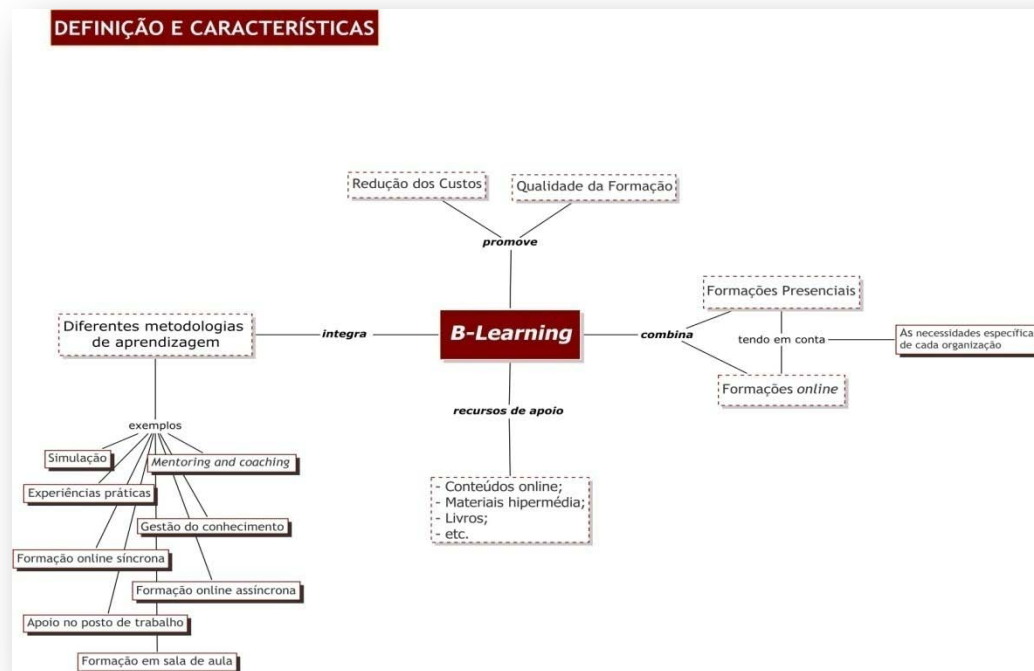 DEFINIÇÃO E CARACTERÍSTICAS
Redução dos Custos
Qualidade da Formação
promove
Formações Presenciais
Diferentes metodologias
de aprendizagem
integra
B-Learning
combina
tendo em conta
Às necessidades específica
de cada organização
Formações online
recursos de apoio
exemplos
Simulação
Mentoring and coaching
Experiências práticas
- Conteúdos online;
- Materiais hipermédia;
- Livros;
- etc.
Gestão do conhecimento
Formação online síncrona
Formação online assíncrona
Apoio no posto de trabalho
Formação em sala de aula